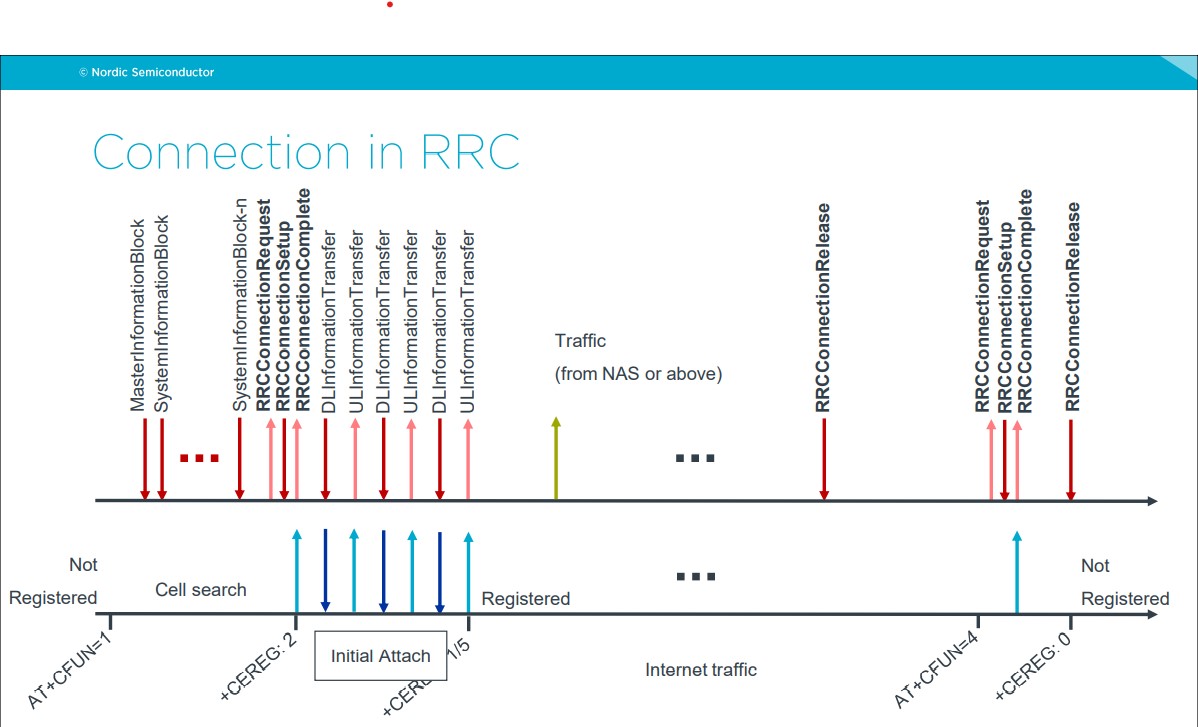 © Nordic Semiconductor
Connection in RRC
MasterInformationBlock
SystemInformationBlock
SystemInformationBlock-n
RRCConnectionRequest
RRCConnectionSetup
RRCConnectionComplete
DLInformationTransfer
ULInformationTransfer
DLInformationTransfer
ULInformationTransfer
DLInformationTransfer
ULInformationTransfer
Traffic
(from NAS or above)
RRCConnectionRelease
RRCConnectionRequest
RRCConnectionSetup
RRCConnectionComplete
RRCConnectionRelease
Not
Registered
Cell search
Registered
Not
Registered
AT+CFUN=1
+CEREG: 2
Initial Attach
1/5
Internet traffic
AT+CFUN=4
+CEREG: 0